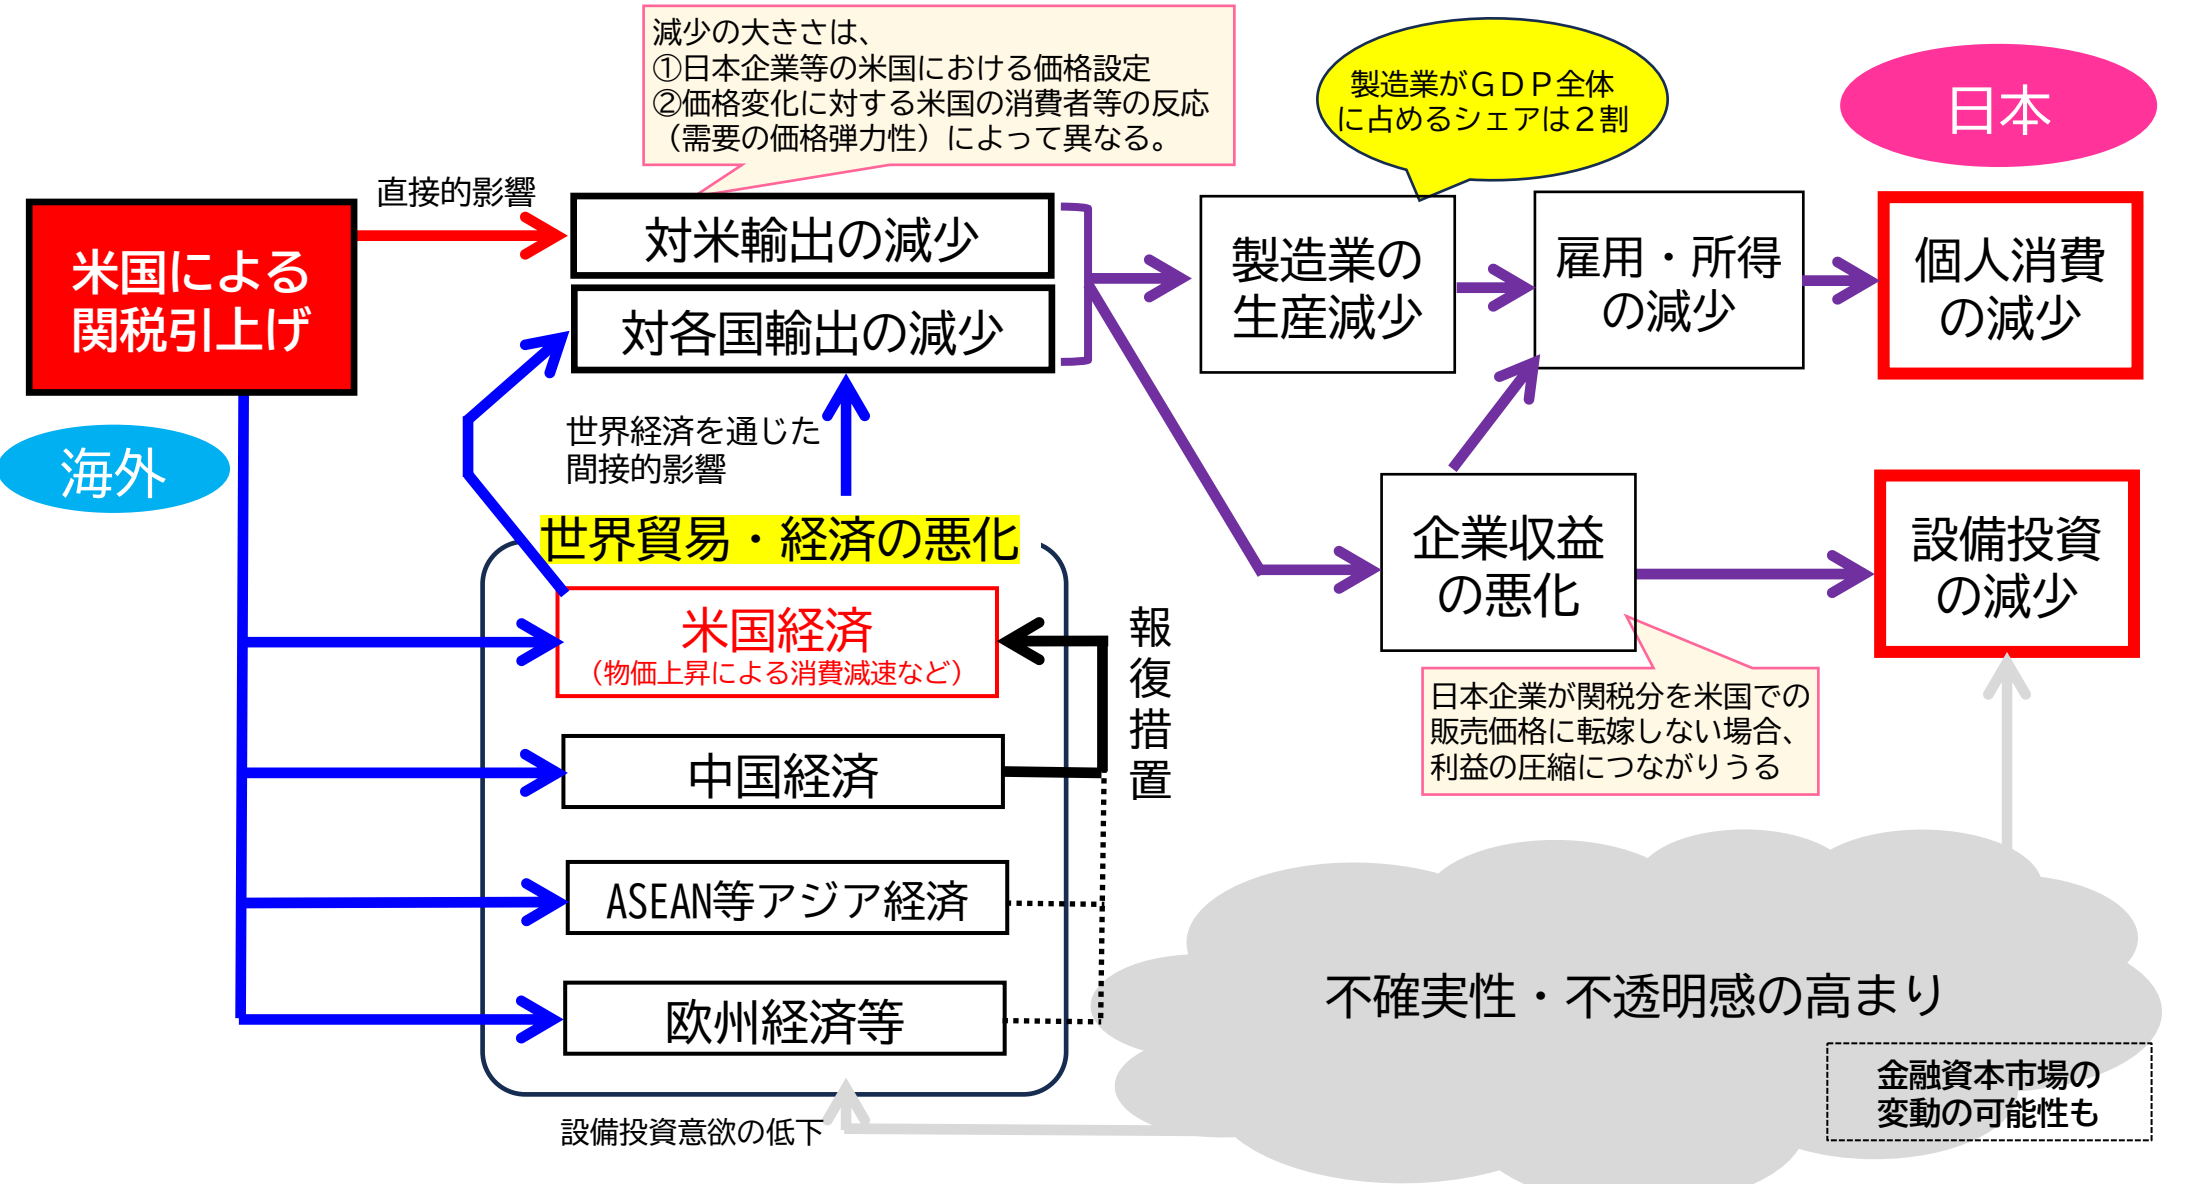 減少の大きさは、
①日本企業等の米国における価格設定
②価格変化に対する米国の消費者等の反応
（需要の価格弾力性）によって異なる。
製造業がＧＤＰ全体
に占めるシェアは２割
日本
直接的影響
米国による
関税引上げ
対米輸出の減少
対各国輸出の減少
製造業の
生産減少
雇用・所得
の減少
個人消費
の減少
海外
世界経済を通じた
間接的影響
世界貿易・経済の悪化
米国経済
（物価上昇による消費減速など）
中国経済
ASEAN等アジア経済
欧州経済等
報復措置
企業収益
の悪化
設備投資
の減少
日本企業が関税分を米国での
販売価格に転嫁しない場合、
利益の圧縮につながりうる
不確実性・不透明感の高まり
金融資本市場の
変動の可能性も
設備投資意欲の低下